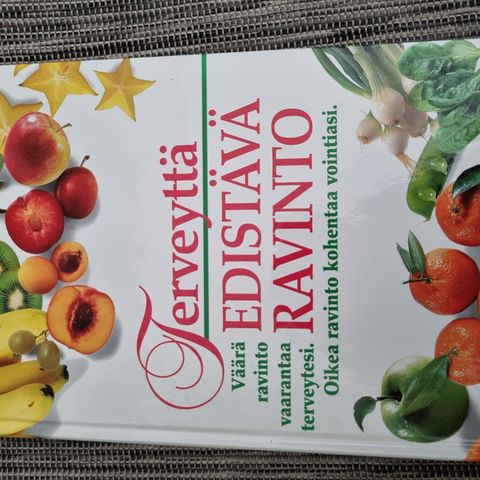 Terveyttä
EDISTÄVÄ
RAVINTO
Väärä
ravinto
vaarantaa
terveytesi.
Oikea ravinto kohentaa vointiasi.